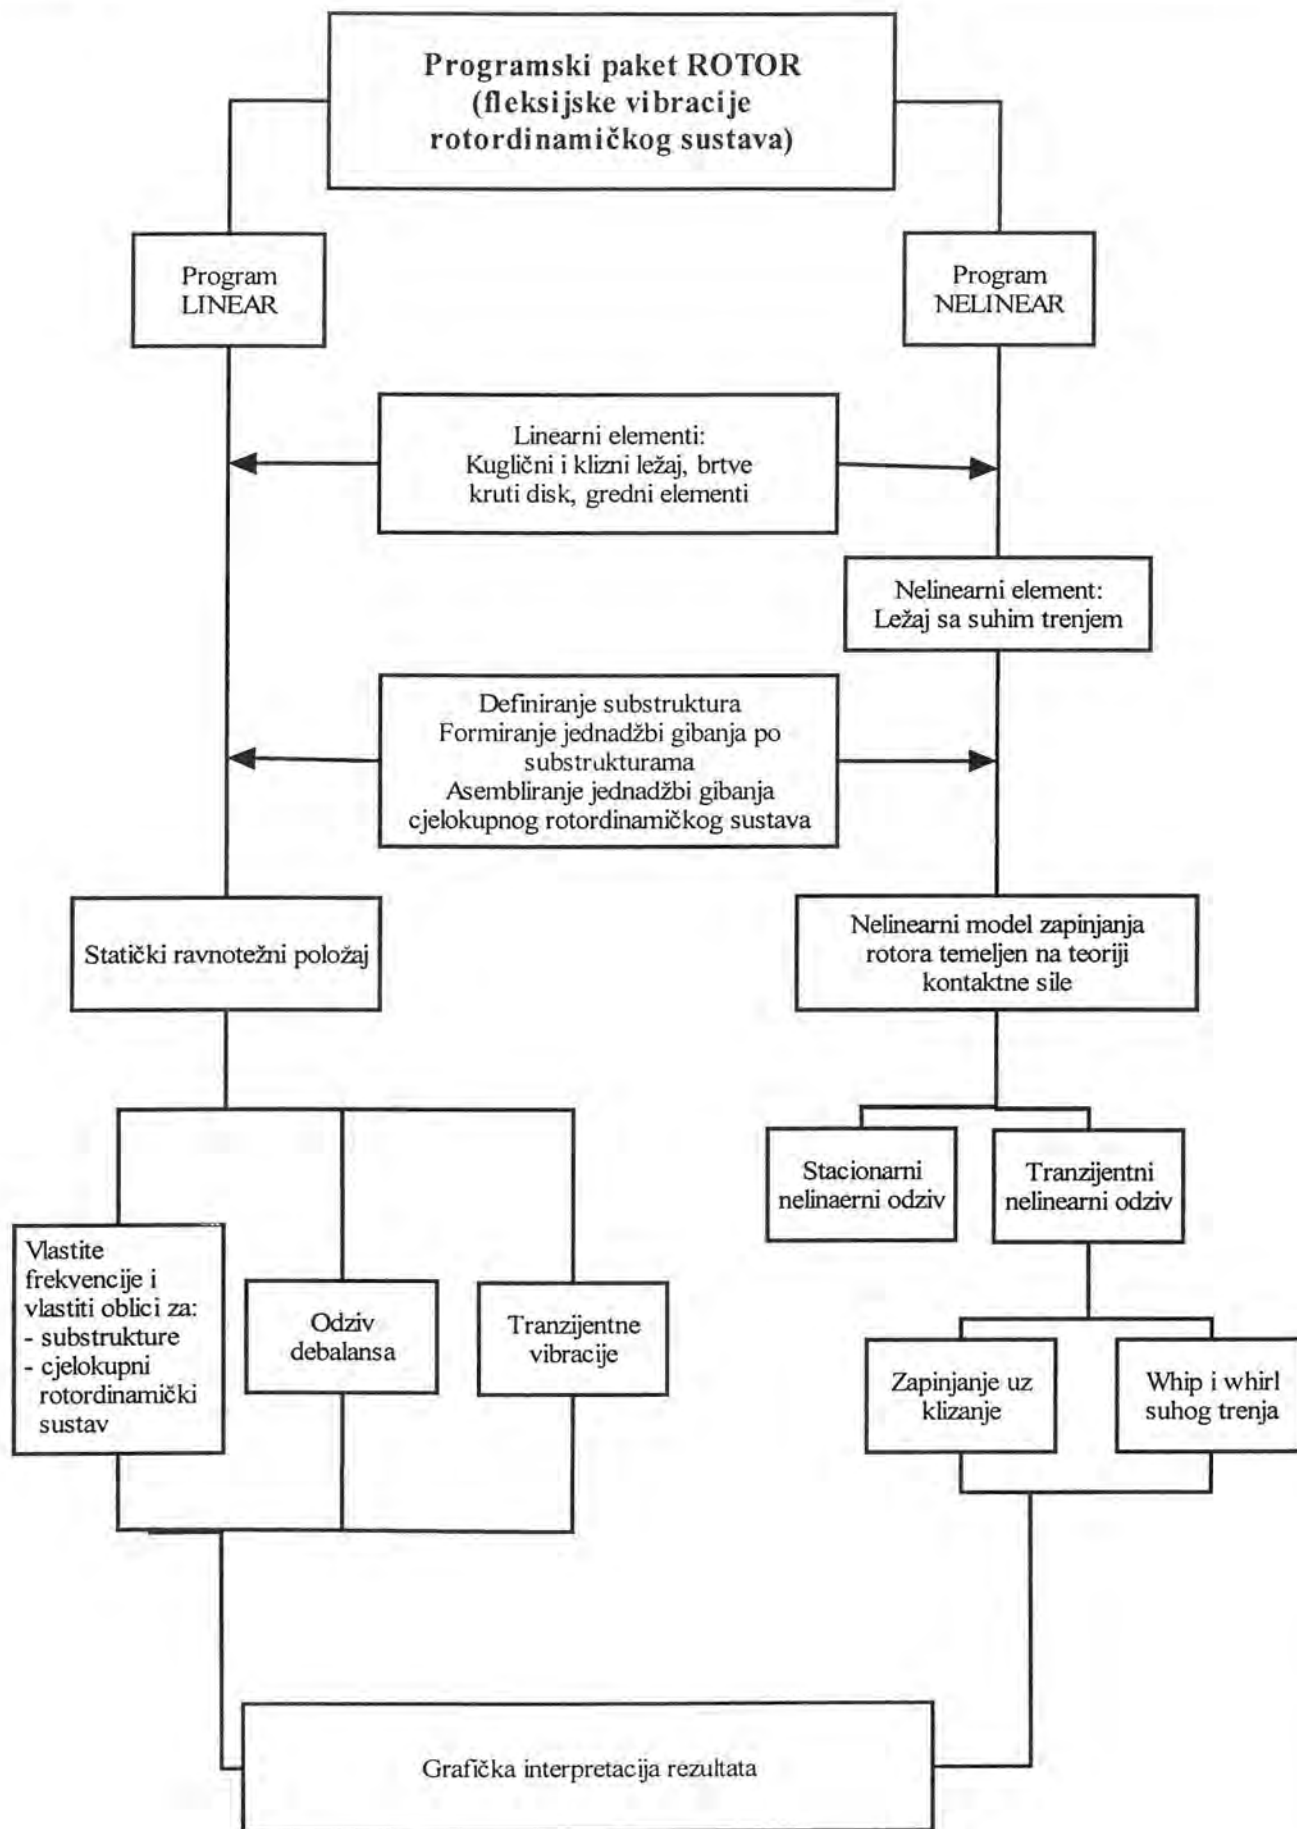 Programski paket ROTOR
(fleksijske vibracije
rotordinamičkog sustava)
Program
LINEAR
Program
NELINEAR
Linearni elementi:
Kuglični i klizni ležaj, brtve
kruti disk, gredni elementi
Nelinearni element:
Ležaj sa suhim trenjem
Definiranje substruktura
Formiranje jednadžbi gibanja po
substrukturama
Asembliranje jednadžbi gibanja
cjelokupnog rotordinamičkog sustava
Statički ravnotežni položaj
Nelinearni model zapinjanja
rotora temeljen na teoriji
kontaktne sile
Stacionarni
nelinaerni odziv
Tranzijentni
nelinearni odziv
Vlastite
frekvencije i
vlastiti oblici za:
- substrukture
- cjelokupni
rotordinamički
sustav
Odziv
debalansa
Tranzijentne
vibracije
Zapinjanje uz
klizanje
Whip i whirl
suhog trenja
Grafička interpretacija rezultata